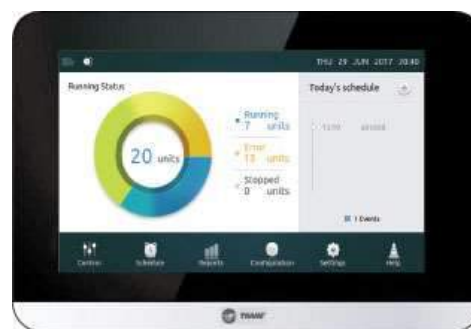 THU 29 JUN 2017 20:40
Running Status
Today's schedule
Running
7 units
20 units
Error
13 units
Stopped
0 units
1 Events
Control
Schedule
Reports
Configuration
Settings
Help
TRANE